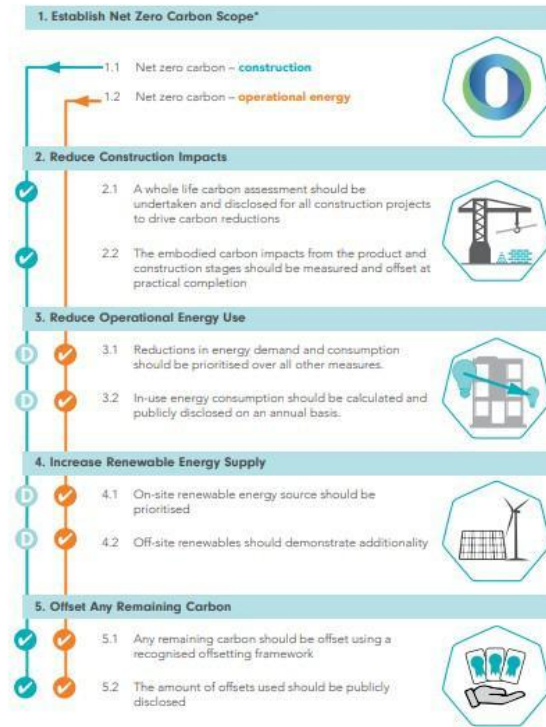 1. Establish Net Zero Carbon Scope*
1.1 Net zero carbon – construction
1.2 Net zero carbon – operational energy
2. Reduce Construction Impacts
2.1 A whole life carbon assessment should be
undertaken and disclosed for all construction projects
to drive carbon reductions
2.2 The embodied carbon impacts from the product and
construction stages should be measured and offset at
practical completion
3. Reduce Operational Energy Use
D 3.1 Reductions in energy demand and consumption
should be prioritised over all other measures.
D 3.2 In-use energy consumption should be calculated and
publicly disclosed on an annual basis.
4. Increase Renewable Energy Supply
D 4.1 On-site renewable energy source should be
prioritised
D 4.2 Off-site renewables should demonstrate additionality
5. Offset Any Remaining Carbon
5.1 Any remaining carbon should be offset using a
recognised offsetting framework
5.2 The amount of offsets used should be publicly
disclosed